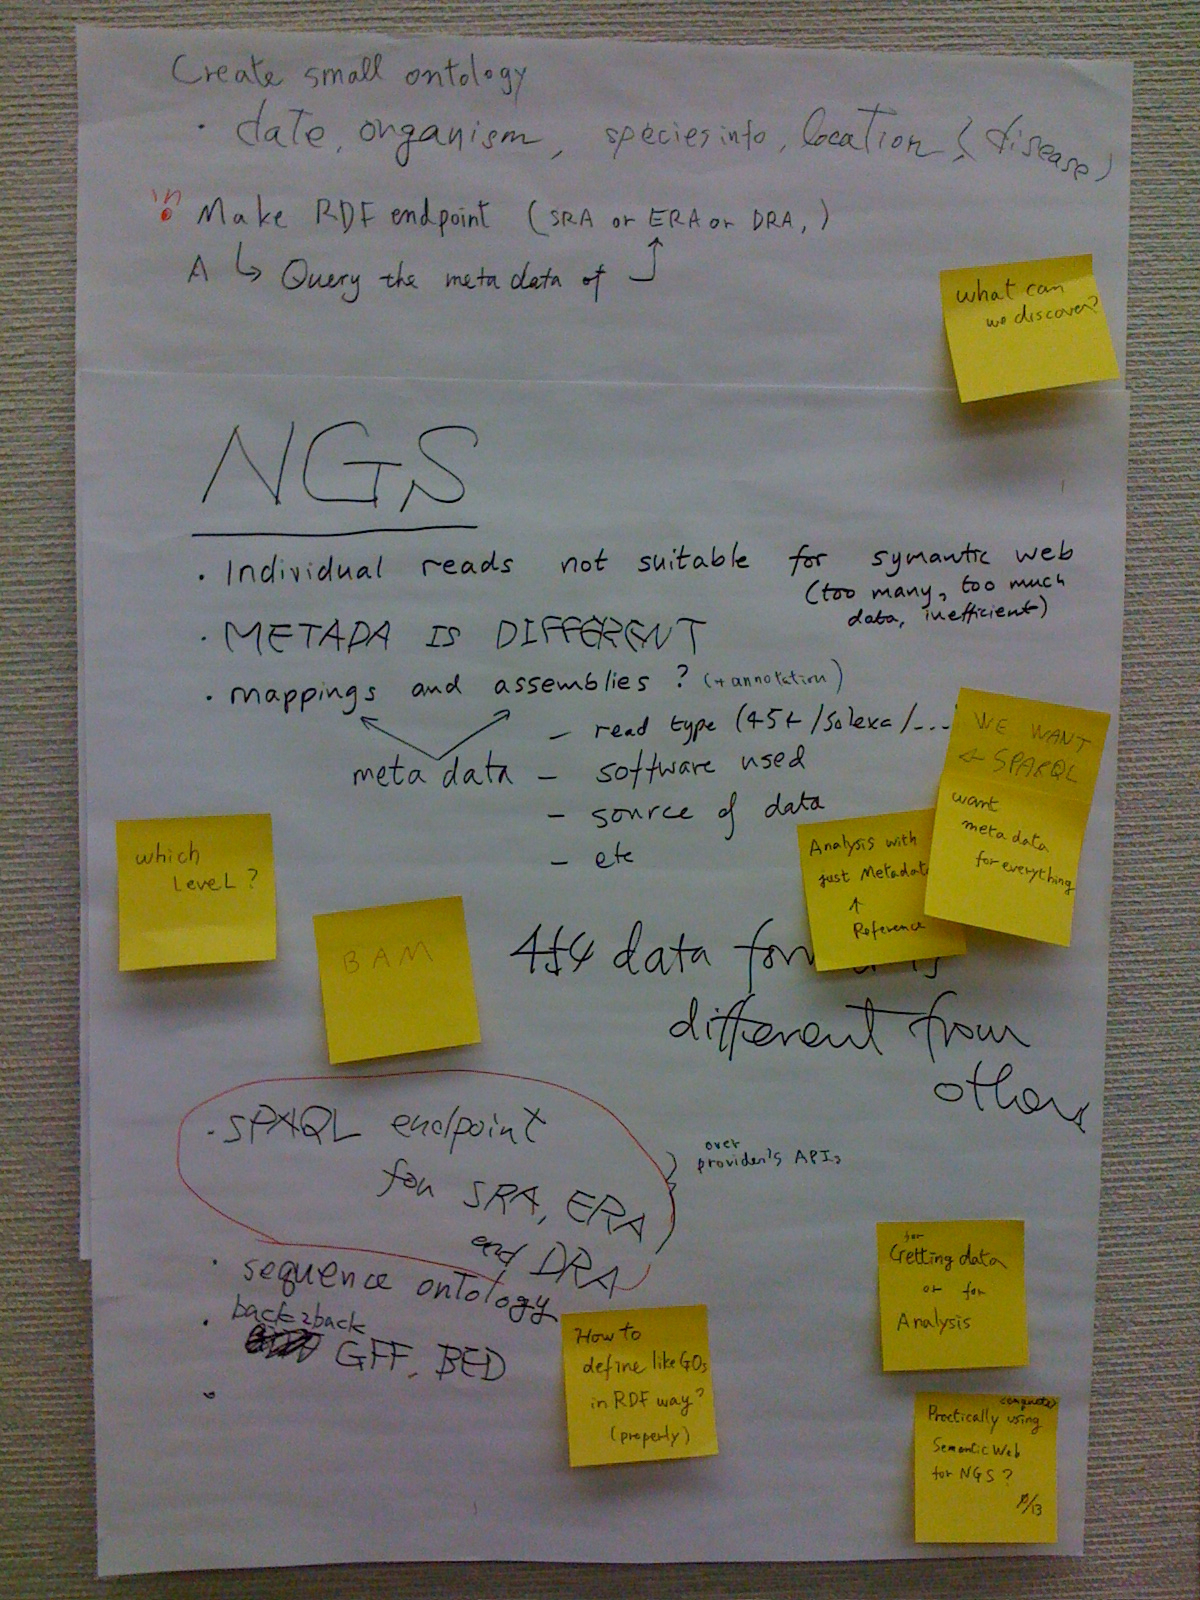 Create small ontology
· date, organism, species info, location, (disease)
· Make RDF endpoint (SRA or ERA or DRA,)
A ↳ Query the meta data of
what can
we discover?
NGS
· Individual reads not suitable for symantic web
(too many, too much
data, inefficient)
· METADA IS DIFFERENT
· mappings and assemblies ? (+ annotation)
meta data
– read type (454/Solexa/...
– software used
– source of data
– etc
WE WANT
SPARQL
want
meta data
for everything
Analysis with
just Metadata
↑
Reference
which
LeveL?
BAM
454 data
different from
others
· SPAQL endpoint
for SRA, ERA
and DRA
over
provider's APIs
· sequence ontology
· back2back
GFF, BED
for
Getting data
or for
Analysis
How to
define like GOs
in RDF way?
(properly)
Practically using
Semantic Web
for NGS?